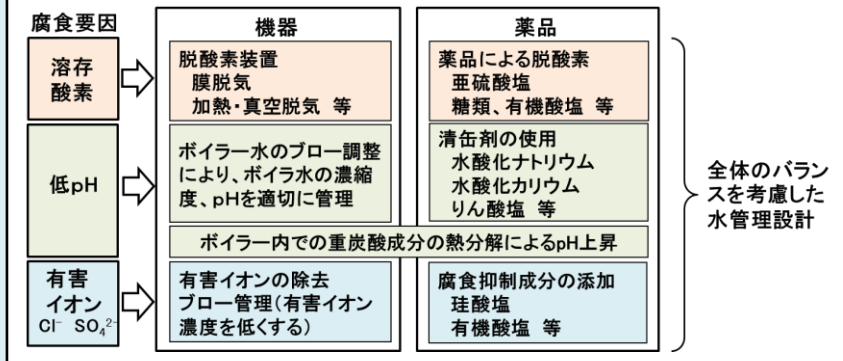 腐食要因
機器
薬品
溶存
酸素
脱酸素装置
膜脱気
加熱・真空脱気 等
薬品による脱酸素
亜硫酸塩
糖類、有機酸塩 等
低pH
ボイラー水のブロー調整
により、ボイラ水の濃縮
度、pHを適切に管理
清缶剤の使用
水酸化ナトリウム
水酸化カリウム
りん酸塩 等
ボイラー内での重炭酸成分の熱分解によるpH上昇
有害
イオン
Cl⁻ SO₄²⁻
有害イオンの除去
ブロー管理(有害イオン
濃度を低くする)
腐食抑制成分の添加
珪酸塩
有機酸塩 等
全体のバラン
スを考慮した
水管理設計